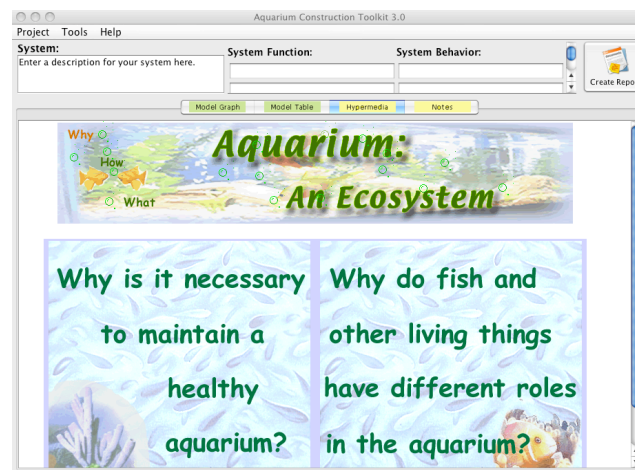 Aquarium Construction Toolkit 3.0
Project Tools Help
System:
Enter a description for your system here.
System Function:
System Behavior:
Create Repo
Model Graph
Model Table
Hypermedia
Notes
Why
How
What
Aquarium:
An Ecosystem
Why is it necessary
to maintain a
healthy
aquarium?
Why do fish and
other living things
have different roles
in the aquarium?